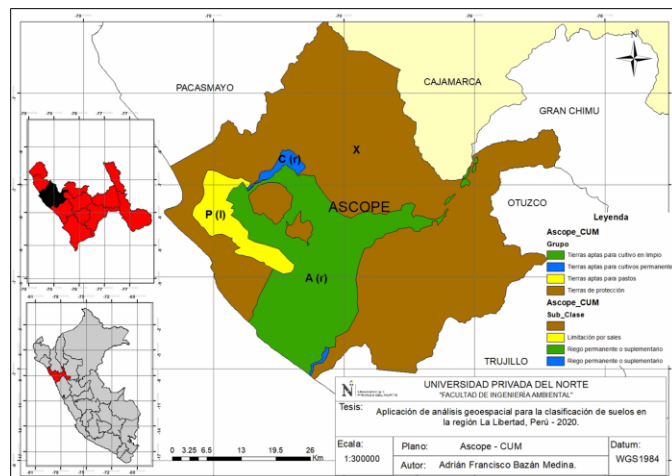 PACASMAYO
CAJAMARCA
GRAN CHIMU
N
C (r)
X
P (l)
ASCOPE
OTUZCO
A (r)
TRUJILLO
Leyenda
Ascope_CUM
Grupo
Tierras aptas para cultivo en limpio
Tierras aptas para cultivos permanente
Tierras aptas para pastos
Tierras de protección
Ascope_CUM
Sub_Clase
Limitación por sales
Riego permanente o suplementario
Riego permanente o suplementario
0 3.25 6.5 13 19.5 26
Km
N
UNIVERSIDAD PRIVADA DEL NORTE
"FACULTAD DE INGENIERÍA AMBIENTAL"
Tesis: Aplicación de análisis geoespacial para la clasificación de suelos en
la región La Libertad, Perú - 2020.
Escala:
1:300000
Plano: Ascope - CUM
Autor: Adrián Francisco Bazán Medina.
Datum:
WGS1984